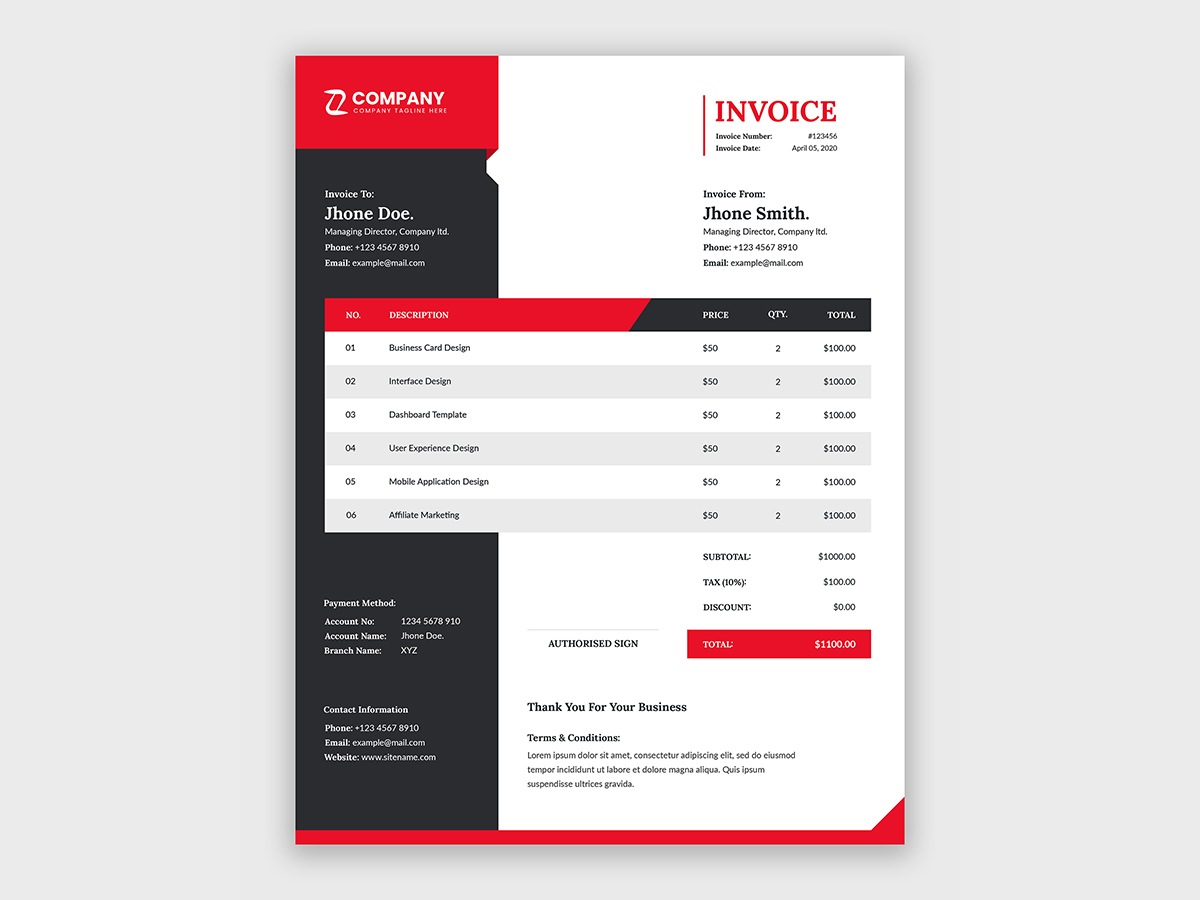 COMPANY
COMPANY TAGLINE HERE
INVOICE
Invoice Number: #123456
Invoice Date: April 05, 2020
Invoice To:
Jhone Doe.
Managing Director, Company ltd.
Phone: +123 4567 8910
Email: example@mail.com
Invoice From:
Jhone Smith.
Managing Director, Company ltd.
Phone: +123 4567 8910
Email: example@mail.com
NO. DESCRIPTION PRICE QTY. TOTAL
01 Business Card Design $50 2 $100.00
02 Interface Design $50 2 $100.00
03 Dashboard Template $50 2 $100.00
04 User Experience Design $50 2 $100.00
05 Mobile Application Design $50 2 $100.00
06 Affiliate Marketing $50 2 $100.00
SUBTOTAL: $1000.00
TAX (10%): $100.00
DISCOUNT: $0.00
TOTAL: $1100.00
AUTHORISED SIGN
Payment Method:
Account No: 1234 5678 910
Account Name: Jhone Doe.
Branch Name: XYZ
Contact Information
Phone: +123 4567 8910
Email: example@mail.com
Website: www.sitename.com
Thank You For Your Business
Terms & Conditions:
Lorem ipsum dolor sit amet, consectetur adipiscing elit, sed do eiusmod
tempor incididunt ut labore et dolore magna aliqua. Quis ipsum
suspendisse ultrices gravida.